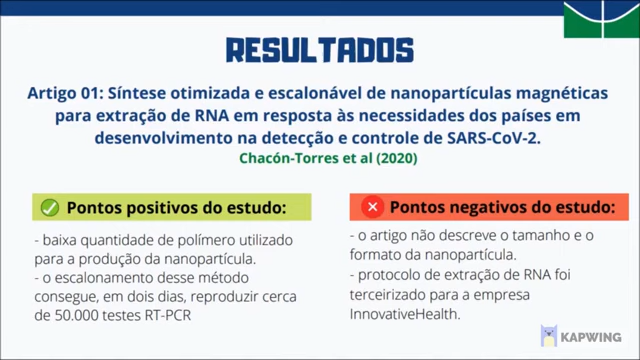 RESULTADOS
Artigo 01: Síntese otimizada e escalonável de nanopartículas magnéticas
para extração de RNA em resposta às necessidades dos países em
desenvolvimento na detecção e controle de SARS-CoV-2.
Chacón-Torres et al (2020)
Pontos positivos do estudo:
- baixa quantidade de polímero utilizado
para a produção da nanopartícula.
- o escalonamento desse método
consegue, em dois dias, reproduzir cerca
de 50.000 testes RT-PCR
Pontos negativos do estudo:
- o artigo não descreve o tamanho e o
formato da nanopartícula.
- protocolo de extração de RNA foi
terceirizado para a empresa
InnovativeHealth.
KAPWING